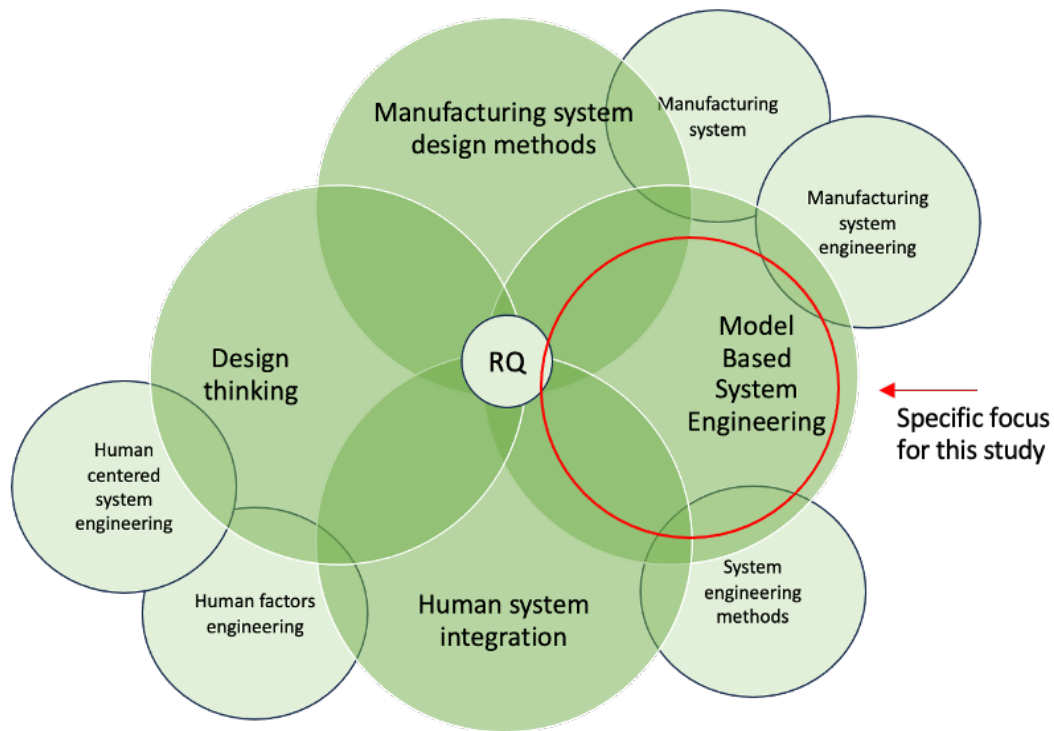 Manufacturing system
design methods
Manufacturing
system
Manufacturing
system
engineering
Design
thinking
RQ
Model
Based
System
Engineering
Specific focus
for this study
Human
centered
system
engineering
Human factors
engineering
Human system
integration
System
engineering
methods